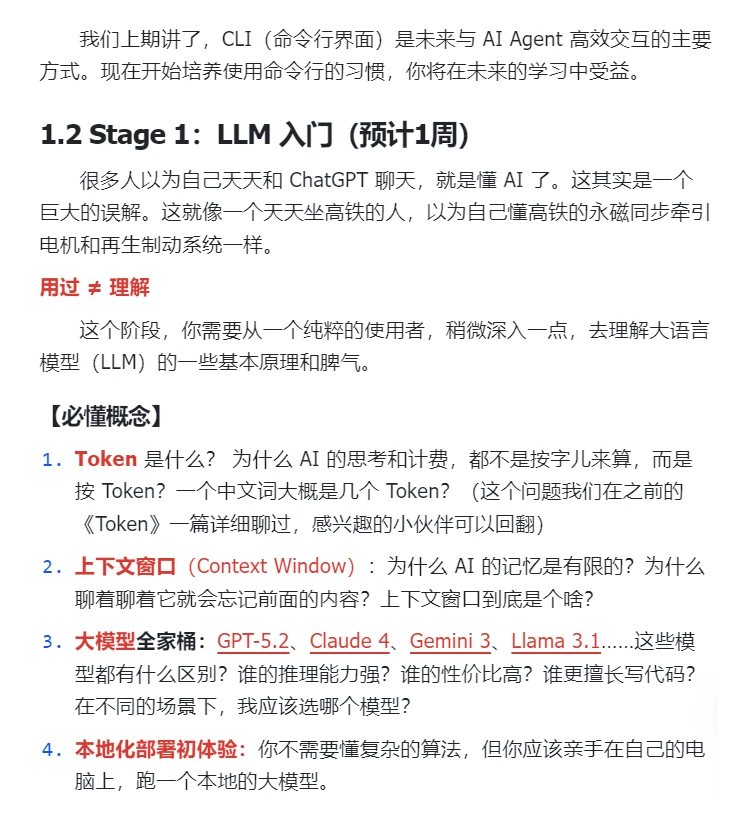 我们上期讲了，CLI（命令行界面）是未来与 AI Agent 高效交互的主要
方式。现在开始培养使用命令行的习惯，你将在未来的学习中受益。
1.2 Stage 1：LLM 入门（预计1周）
很多人以为自己天天和 ChatGPT 聊天，就是懂 AI 了。这其实是一个
巨大的误解。这就像一个天天坐高铁的人，以为自己懂高铁的永磁同步牵引
电机和再生制动系统一样。
用过 ≠ 理解
这个阶段，你需要从一个纯粹的使用者，稍微深入一点，去理解大语言
模型（LLM）的一些基本原理和脾气。
【必懂概念】
1. Token 是什么？ 为什么 AI 的思考和计费，都不是按字儿来算，而是
按 Token？一个中文词大概是几个 Token？（这个问题我们在之前的
《Token》一篇详细聊过，感兴趣的小伙伴可以回翻）
2. 上下文窗口（Context Window）：为什么 AI 的记忆是有限的？为什么
聊着聊着它就会忘记前面的内容？上下文窗口到底是个啥？
3. 大模型全家桶：GPT-5.2、Claude 4、Gemini 3、Llama 3.1......这些模
型都有什么区别？谁的推理能力强？谁的性价比高？谁更擅长写代码？
在不同的场景下，我应该选哪个模型？
4. 本地化部署初体验：你不需要懂复杂的算法，但你应该亲手在自己的电
脑上，跑一个本地的大模型。